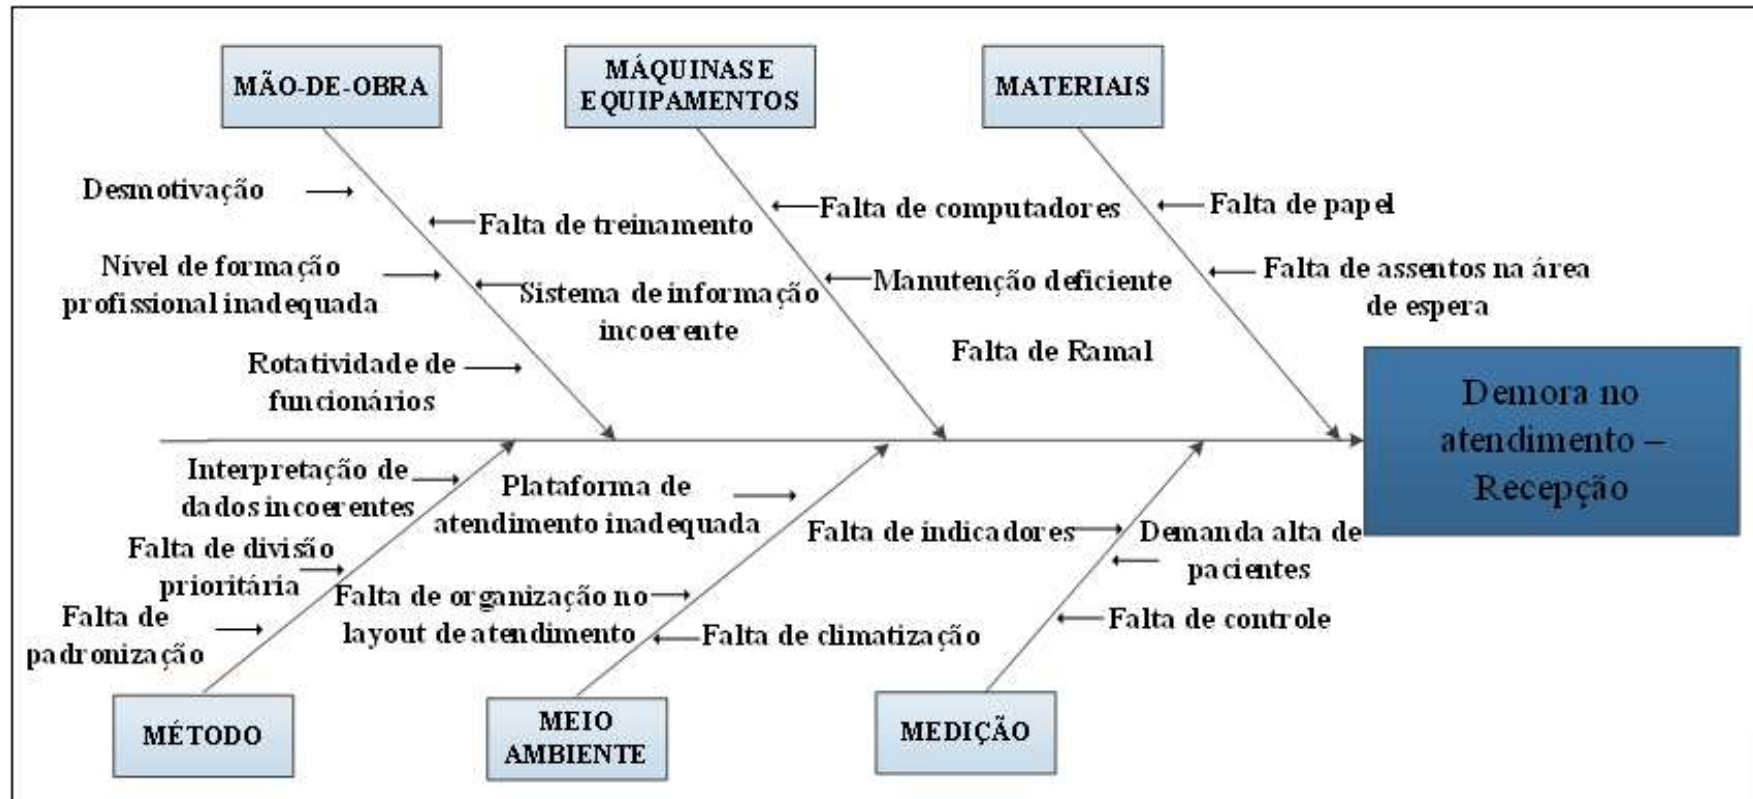 MÃO-DE-OBRA
MÁQUINAS E
EQUIPAMENTOS
MATERIAIS
Desmotivação
Falta de treinamento
Nível de formação
profissional inadequada
Sistema de informação
incoerente
Rotatividade de
funcionários
Falta de computadores
Manutenção deficiente
Falta de Ramal
Falta de papel
Falta de assentos na área
de espera
Demora no
atendimento –
Recepção
Interpretação de
dados incoerentes
Falta de divisão
prioritária
Falta de
padronização
Plataforma de
atendimento inadequada
Falta de organização no
layout de atendimento
Falta de climatização
Falta de indicadores
Demanda alta de
pacientes
Falta de controle
MÉTODO
MEIO
AMBIENTE
MEDIÇÃO